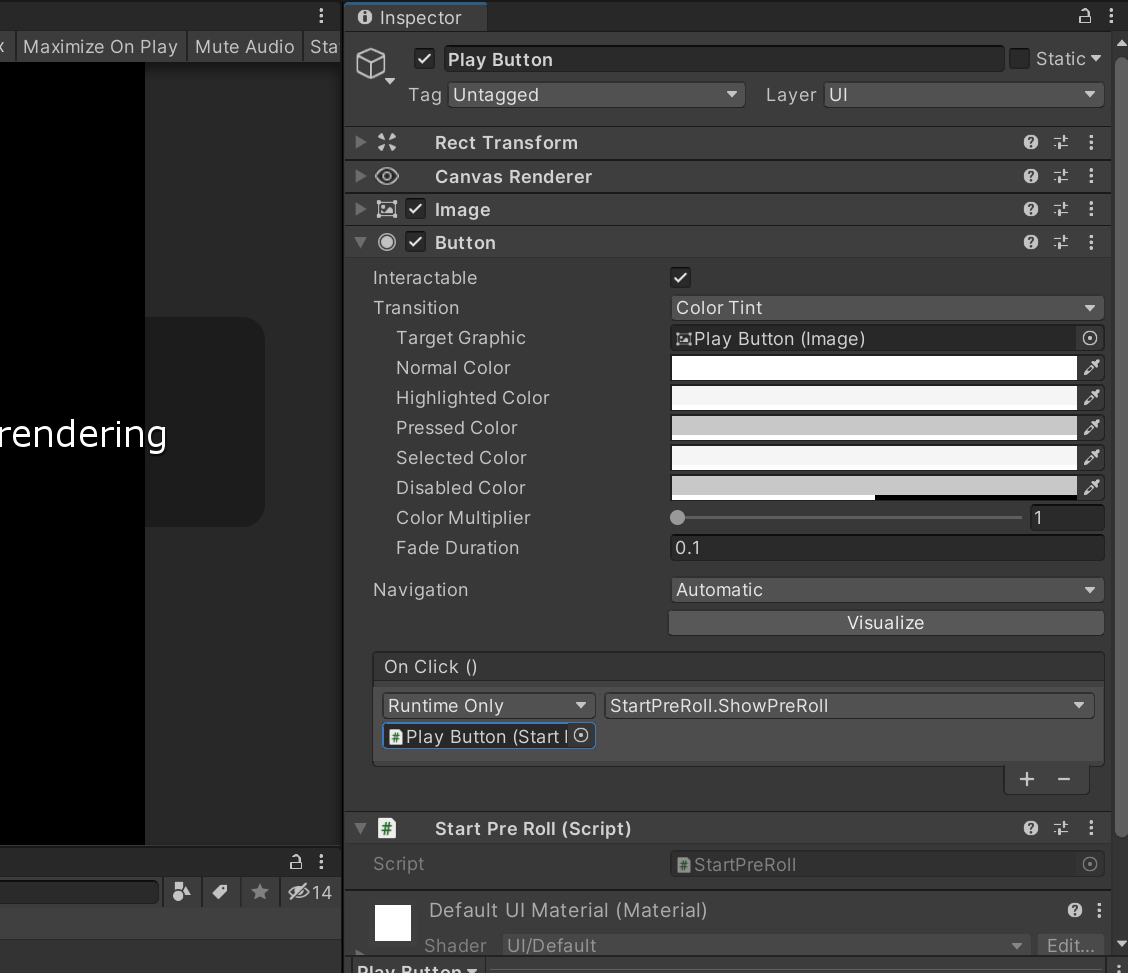 Inspector
x Maximize On Play Mute Audio Sta
Play Button Static
Tag Untagged Layer UI
Rect Transform
Canvas Renderer
Image
Button
Interactable
Transition Color Tint
Target Graphic Play Button (Image)
Normal Color
Highlighted Color
rendering
Pressed Color
Selected Color
Disabled Color
Color Multiplier 1
Fade Duration 0.1
Navigation Automatic
Visualize
On Click ()
Runtime Only StartPreRoll.ShowPreRoll
# Play Button (Start
Start Pre Roll (Script)
Script # StartPreRoll
14
Default UI Material (Material)
Shader UI/Default Edit...
Play Button